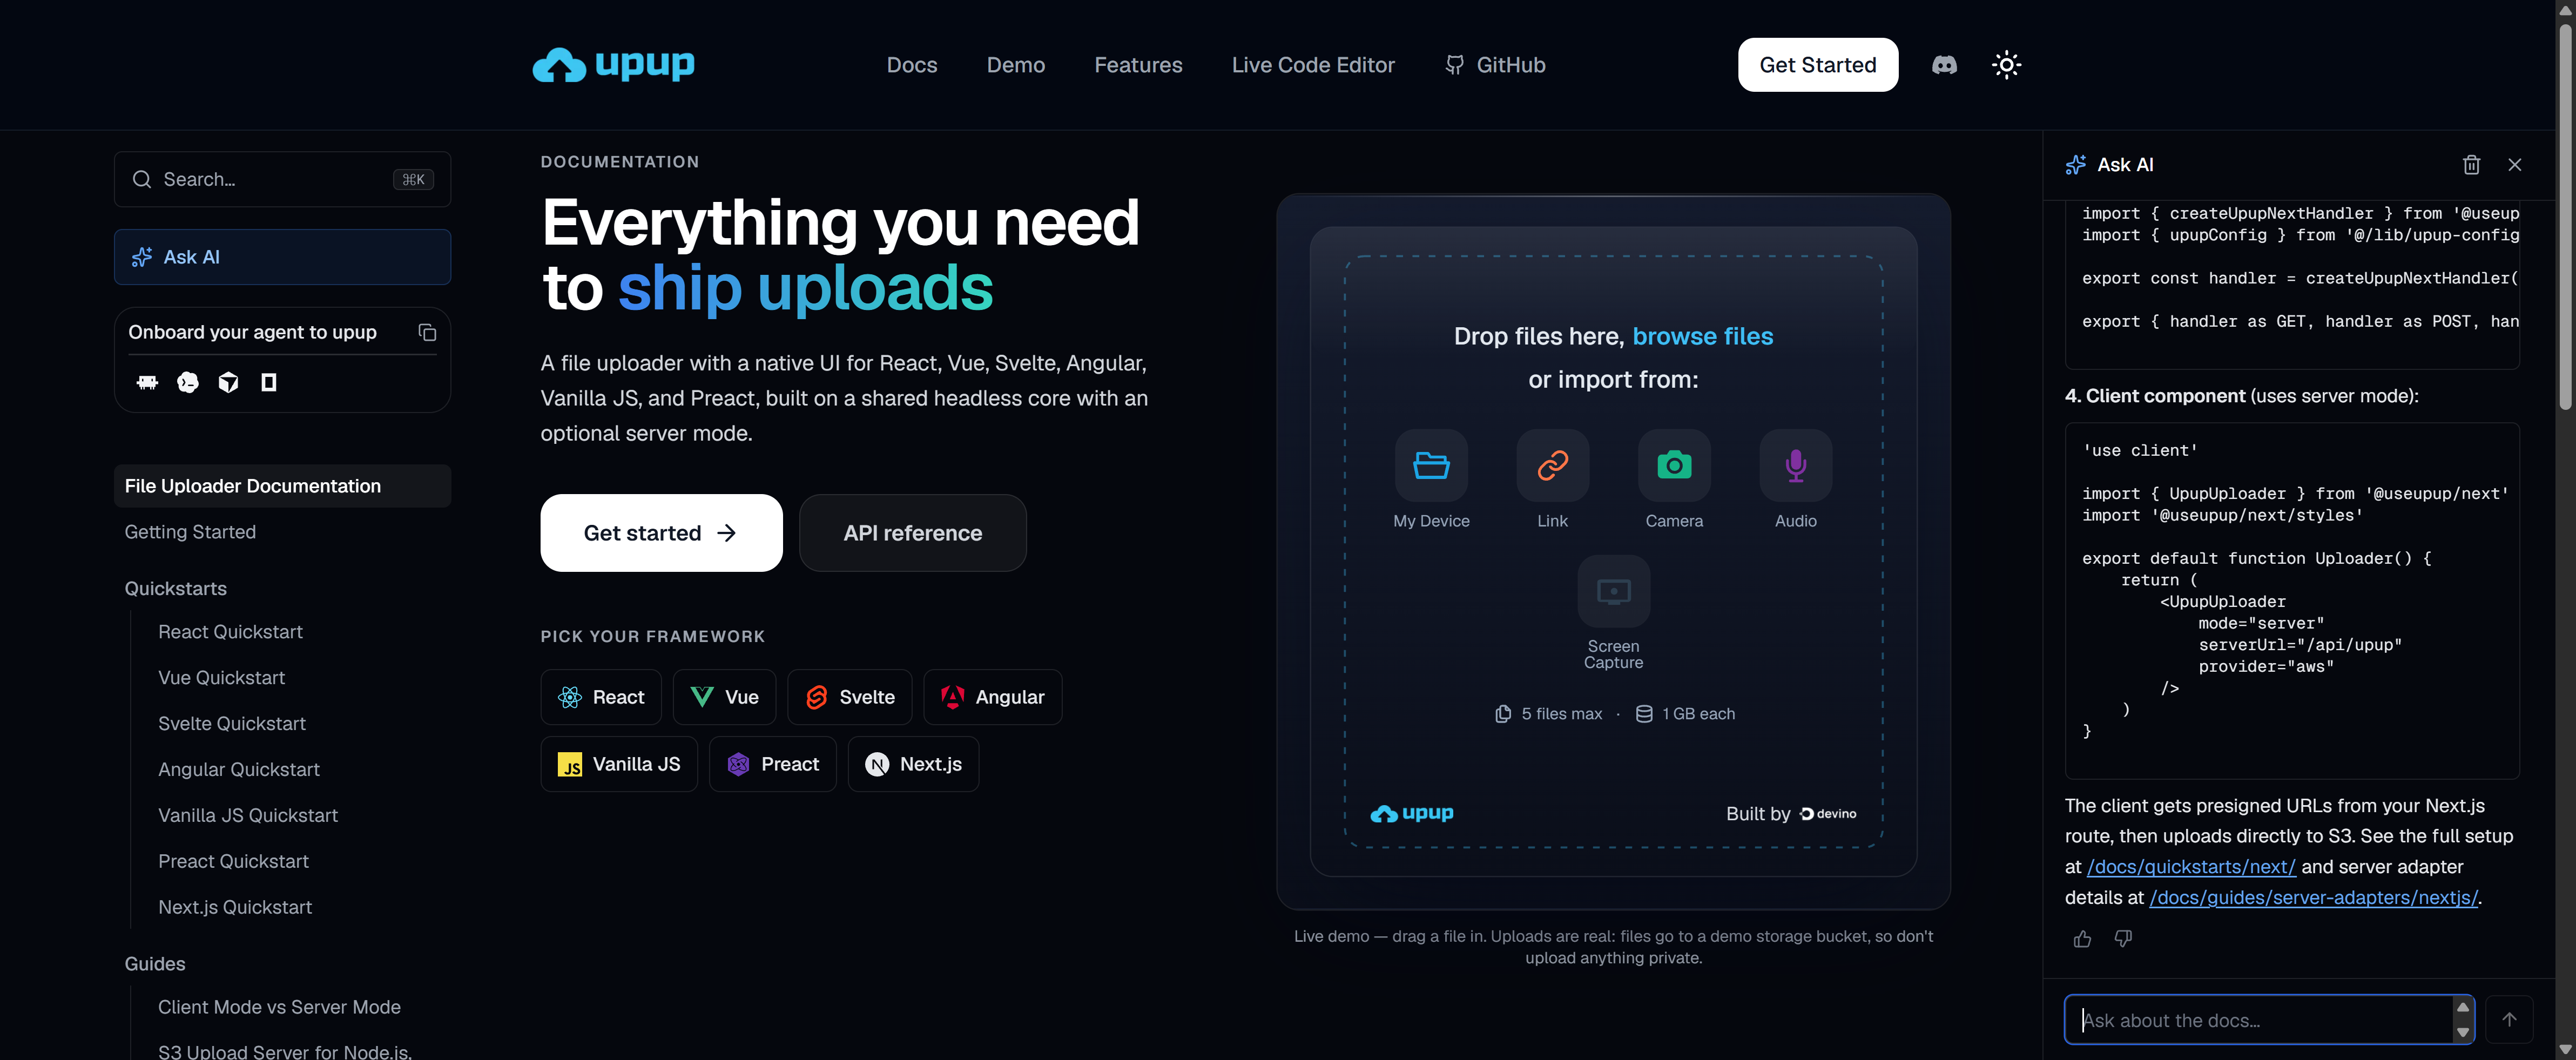 upup
Docs
Demo
Features
Live Code Editor
GitHub
Get Started
Search...
⌘K
Ask AI
Onboard your agent to upup
File Uploader Documentation
Getting Started
Quickstarts
React Quickstart
Vue Quickstart
Svelte Quickstart
Angular Quickstart
Vanilla JS Quickstart
Preact Quickstart
Next.js Quickstart
Guides
Client Mode vs Server Mode
S3 Upload Server for Node.js,
DOCUMENTATION
Everything you need
to ship uploads
A file uploader with a native UI for React, Vue, Svelte, Angular,
Vanilla JS, and Preact, built on a shared headless core with an
optional server mode.
Get started
API reference
PICK YOUR FRAMEWORK
React
Vue
Svelte
Angular
JS
Vanilla JS
Preact
N
Next.js
Drop files here, browse files
or import from:
My Device
Link
Camera
Audio
Screen
Capture
5 files max · 1 GB each
upup
Built by devino
Live demo — drag a file in. Uploads are real: files go to a demo storage bucket, so don't
upload anything private.
Ask AI
import { createUpupNextHandler } from '@useup
import { upupConfig } from '@/lib/upup-config
export const handler = createUpupNextHandler(
export { handler as GET, handler as POST, han
4. Client component (uses server mode):
'use client'
import { UpupUploader } from '@useupup/next'
import '@useupup/next/styles'
export default function Uploader() {
return (
<UpupUploader
mode="server"
serverUrl="/api/upup"
provider="aws"
/>
)
}
The client gets presigned URLs from your Next.js
route, then uploads directly to S3. See the full setup
at /docs/quickstarts/next/ and server adapter
details at /docs/guides/server-adapters/nextjs/.
Ask about the docs...